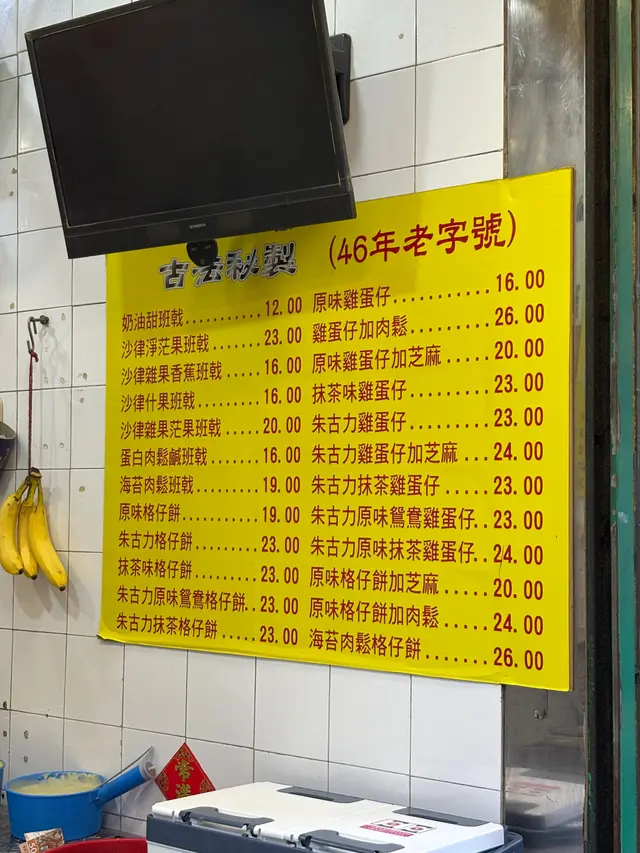 古法秘製
(46年老字號)
奶油甜班戟...........12.00
沙律淨茫果班戟......23.00
沙律雜果香蕉班戟....16.00
沙律什果班戟........16.00
沙律雜果茫果班戟....20.00
蛋白肉鬆鹹班戟......16.00
海苔肉鬆班戟........19.00
原味格仔餅..........19.00
朱古力格仔餅........23.00
抹茶味格仔餅........23.00
朱古力原味鴛鴦格仔餅..23.00
朱古力抹茶格仔餅.....23.00
原味雞蛋仔..........16.00
雞蛋仔加肉鬆........26.00
原味雞蛋仔加芝麻....20.00
抹茶味雞蛋仔........23.00
朱古力雞蛋仔........23.00
朱古力雞蛋仔加芝麻...24.00
朱古力抹茶雞蛋仔.....23.00
朱古力原味鴛鴦雞蛋仔..23.00
朱古力原味抹茶雞蛋仔..24.00
原味格仔餅加芝麻.....20.00
原味格仔餅加肉鬆.....24.00
海苔肉鬆格仔餅.......26.00
常